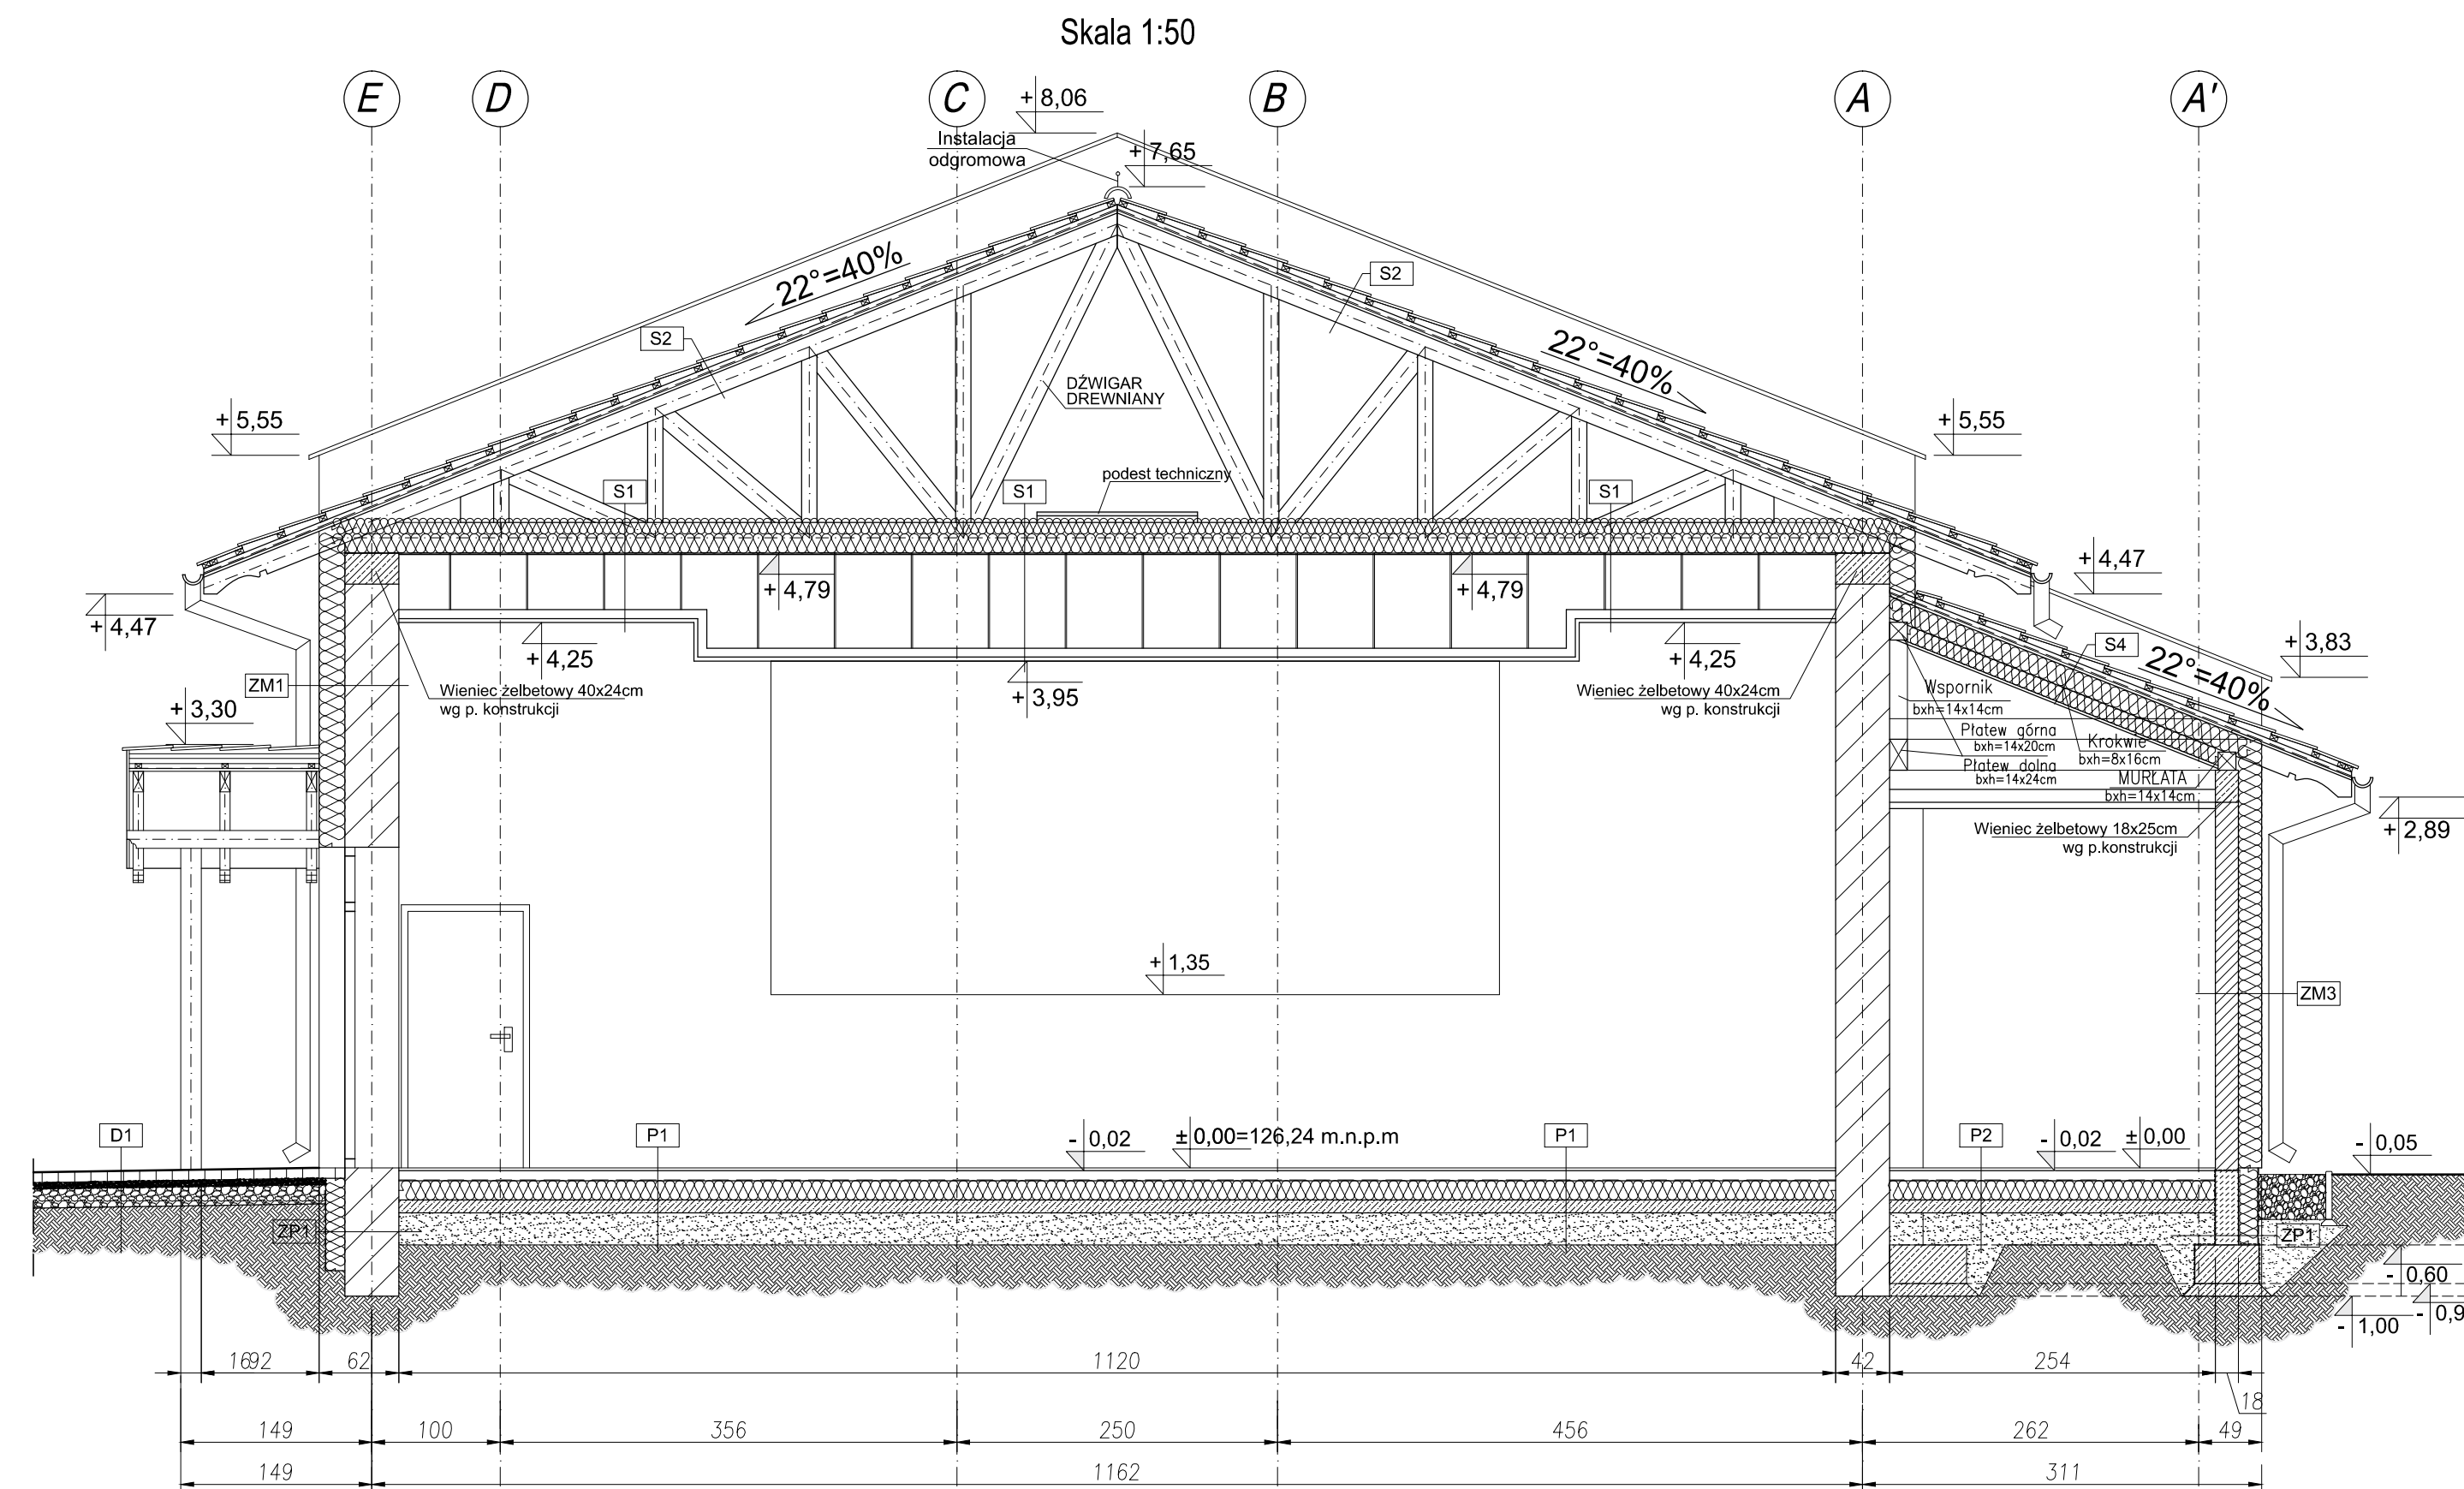 Skala 1:50
E
D
C
B
A
A'
+ 8,06
Instalacja
odgromowa
+ 7,65
22°=40%
S2
S2
22°=40%
DŹWIGAR
DREWNIANY
+ 5,55
+ 5,55
S1
S1
podest techniczny
S1
+ 4,47
+ 4,79
+ 4,79
+ 4,47
+ 4,25
+ 4,25
S4
22°=40%
+ 3,83
ZM1
Wieniec żelbetowy 40x24cm
wg p. konstrukcji
+ 3,95
Wieniec żelbetowy 40x24cm
wg p. konstrukcji
Wspornik
bxh=14x14cm
+ 3,30
Płatew górna
bxh=14x20cm
Krokwie
bxh=8x16cm
Płatew dolna
bxh=14x24cm
MURŁATA
bxh=14x14cm
Wieniec żelbetowy 18x25cm
wg p.konstrukcji
+ 2,89
+ 1,35
ZM3
D1
P1
- 0,02
± 0,00=126,24 m.n.p.m
P1
P2
- 0,02
± 0,00
- 0,05
ZP1
ZP1
- 0,60
- 1,00
16
92
62
1120
42
254
18
149
100
356
250
456
262
49
149
1162
311